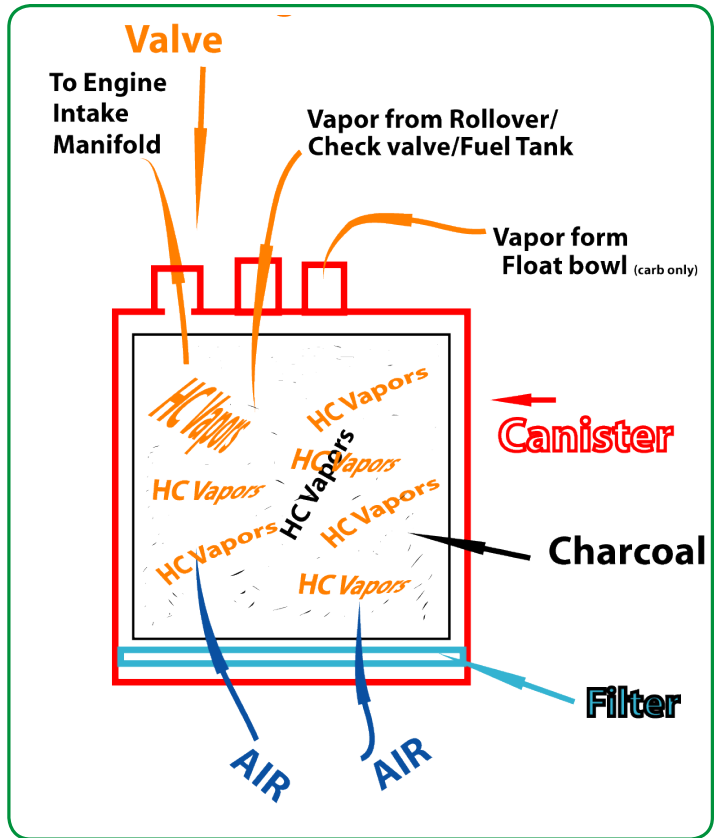 Valve
To Engine
Intake
Manifold
Vapor from Rollover/
Check valve/Fuel Tank
Vapor form
Float bowl (carb only)
HC Vapors
HC Vapors
HC Vapors
HC Vapors
HC Vapors
HC Vapors
HC Vapors
HC Vapors
Canister
Charcoal
Filter
AIR
AIR